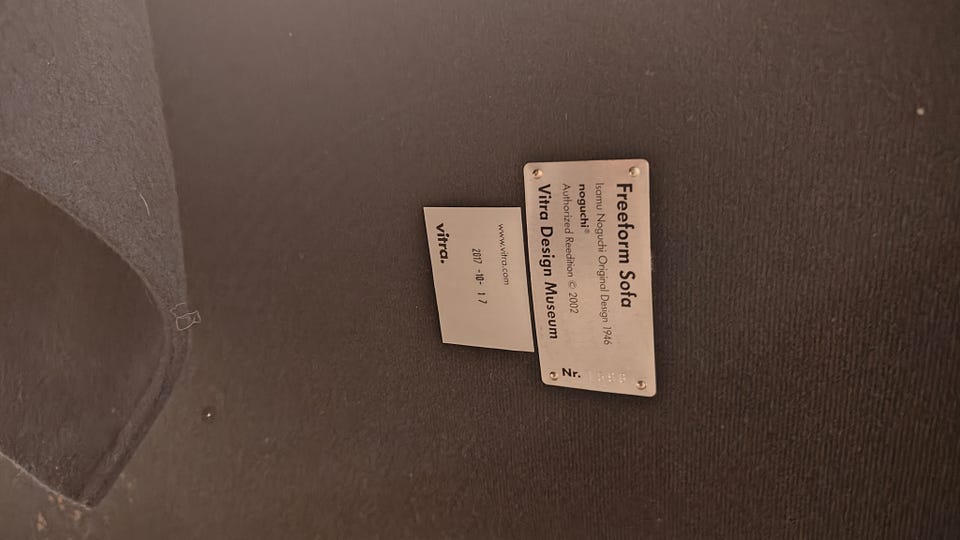 Freeform Sofa
Isamu Noguchi Original Design 1946
noguchi®
Authorized Reedition © 2002
Vitra Design Museum
Nr.
www.vitra.com
2017 -10- 17
vitra.